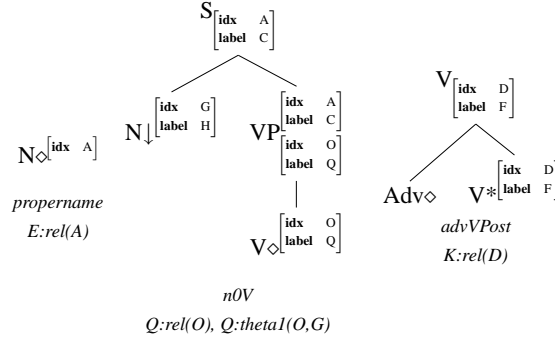 S [idx A
label C]
N↓ [idx G
label H]
VP [idx A
label C]
[idx O
label Q]
V◇ [idx O
label Q]
n0V
Q:rel(O), Q:theta1(O,G)
N◇ [idx A]
propername
E:rel(A)
V [idx D
label F]
Adv◇ V* [idx D
label F]
advVPost
K:rel(D)